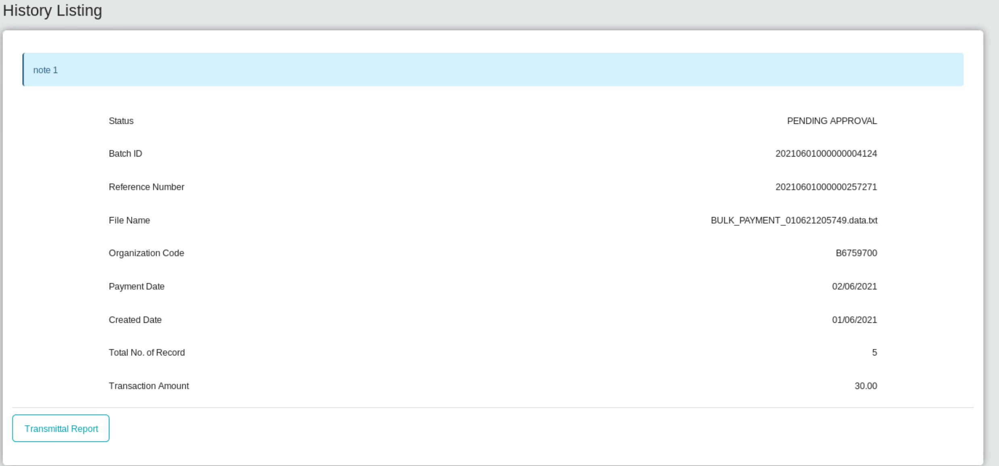 History Listing
note 1
Status PENDING APPROVAL
Batch ID 20210601000000004124
Reference Number 20210601000000257271
File Name BULK_PAYMENT_010621205749.data.txt
Organization Code B6759700
Payment Date 02/06/2021
Created Date 01/06/2021
Total No. of Record 5
Transaction Amount 30.00
Transmittal Report